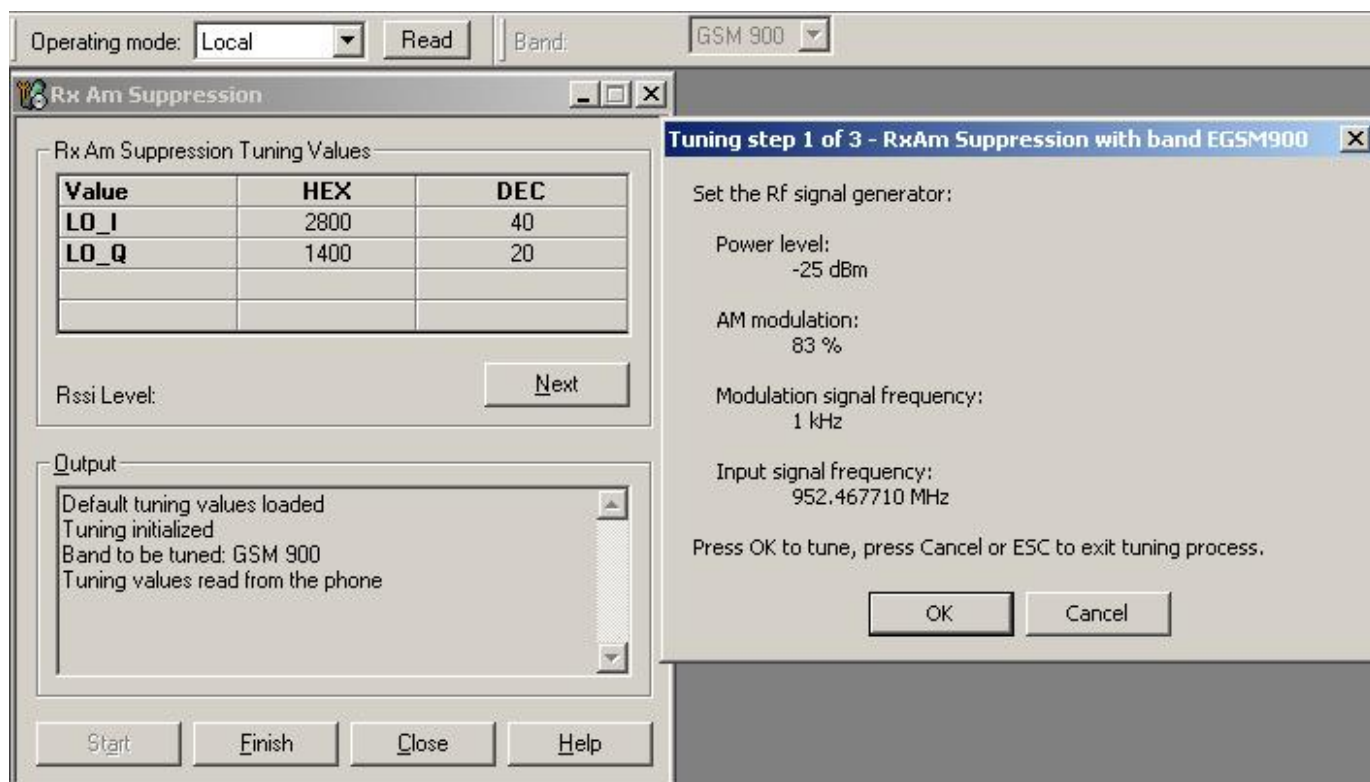 Operating mode: Local Read Band: GSM 900
Rx Am Suppression
Rx Am Suppression Tuning Values
Value HEX DEC
LO_I 2800 40
LO_Q 1400 20
Rssi Level: Next
Output
Default tuning values loaded
Tuning initialized
Band to be tuned: GSM 900
Tuning values read from the phone
Start Finish Close Help
Tuning step 1 of 3 - RxAm Suppression with band EGSM900
Set the Rf signal generator:
Power level:
-25 dBm
AM modulation:
83 %
Modulation signal frequency:
1 kHz
Input signal frequency:
952.467710 MHz
Press OK to tune, press Cancel or ESC to exit tuning process.
OK Cancel